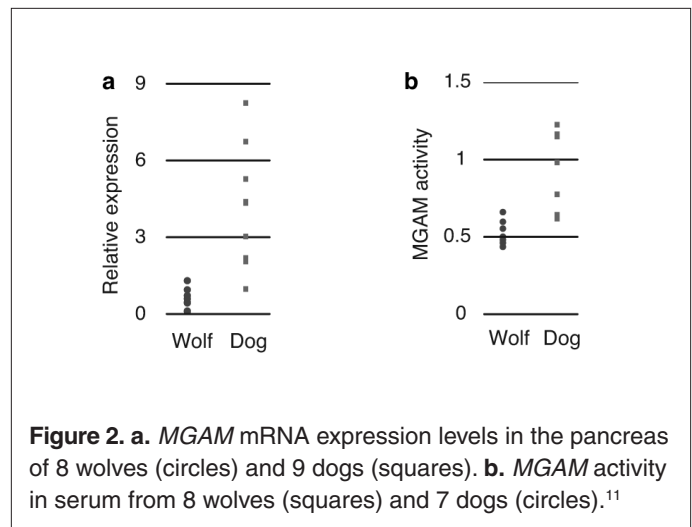 a
9
6
3
0
Relative expression
Wolf Dog
b
1.5
1
0.5
0
MGAM activity
Wolf Dog
Figure 2. a. MGAM mRNA expression levels in the pancreas
of 8 wolves (circles) and 9 dogs (squares). b. MGAM activity
in serum from 8 wolves (squares) and 7 dogs (circles).¹¹